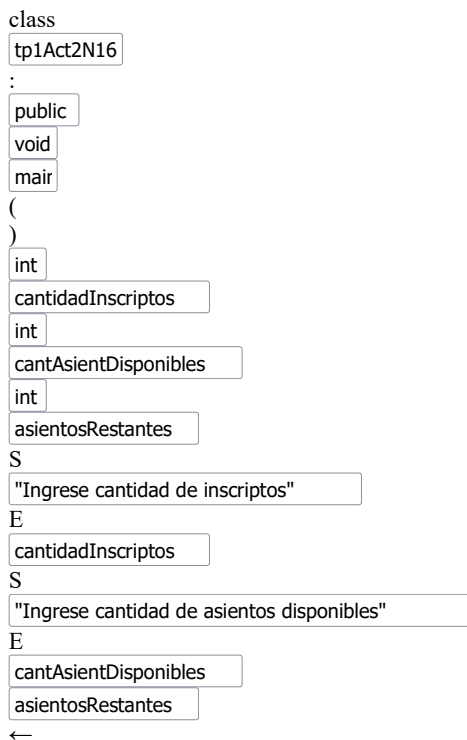 class
tp1Act2N16
:
public
void
mair
(
)
int
cantidadInscriptos
int
cantAsientDisponibles
int
asientosRestantes
S
"Ingrese cantidad de inscriptos"
E
cantidadInscriptos
S
"Ingrese cantidad de asientos disponibles"
E
cantAsientDisponibles
asientosRestantes
←